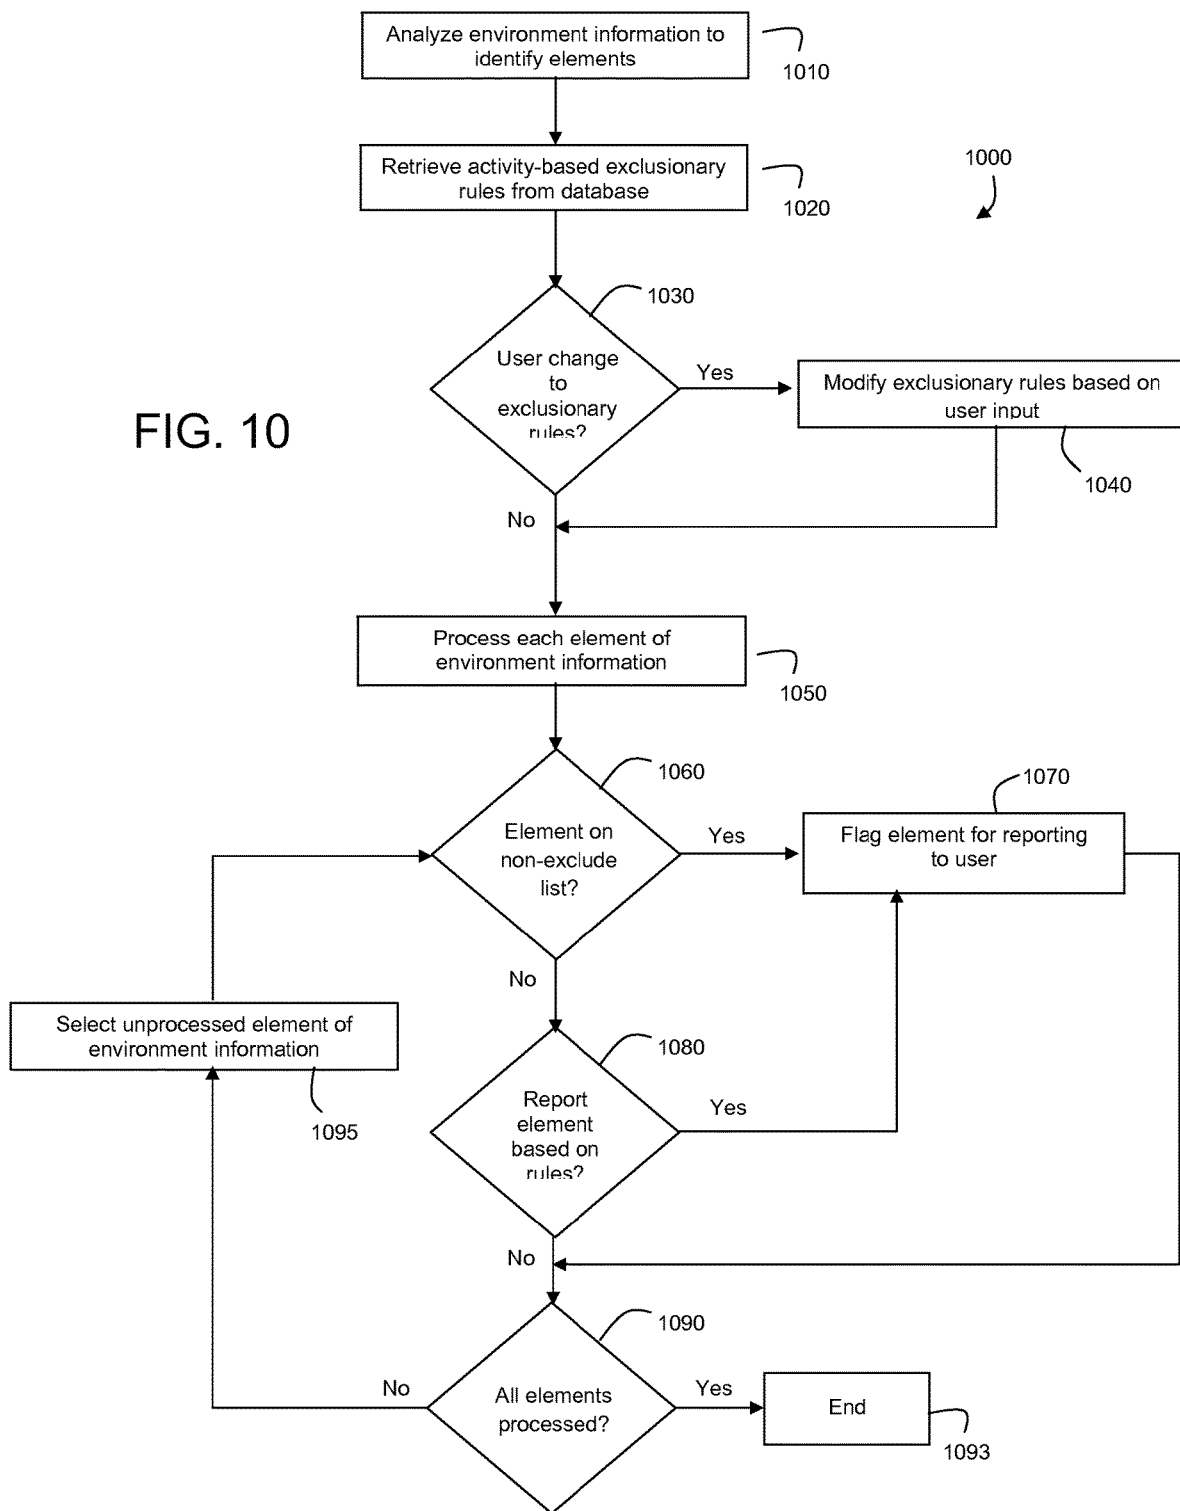 Analyze environment information to
identify elements
1010
Retrieve activity-based exclusionary
rules from database
1020
1000
1030
User change
to
exclusionary
rules?
Yes
Modify exclusionary rules based on
user input
1040
FIG. 10
No
Process each element of
environment information
1050
1060
Element on
non-exclude
list?
Yes
1070
Flag element for reporting
to user
No
Select unprocessed element of
environment information
1095
1080
Report
element
based on
rules?
Yes
No
1090
All elements
processed?
No
Yes
End
1093